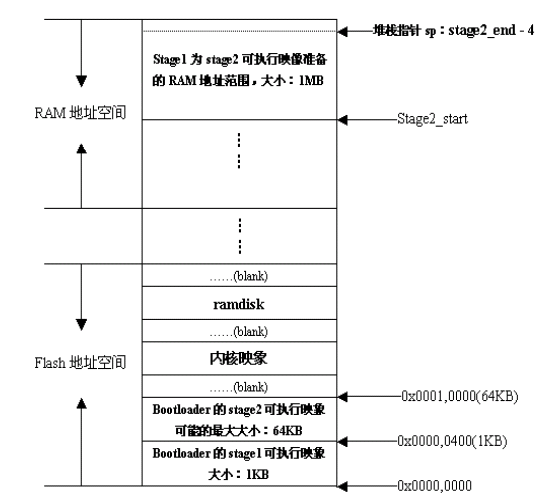 堆栈指针 sp：stage2_end - 4
Stage1 为 stage2 可执行映像准备
的 RAM 地址范围，大小：1MB
RAM 地址空间
Stage2_start
......(blank)
ramdisk
......(blank)
Flash 地址空间
内核映象
......(blank)
0x0001,0000(64KB)
Bootloader 的 stage2 可执行映象
可能的最大大小：64KB
0x0000,0400(1KB)
Bootloader 的 stage1 可执行映象
大小：1KB
0x0000,0000